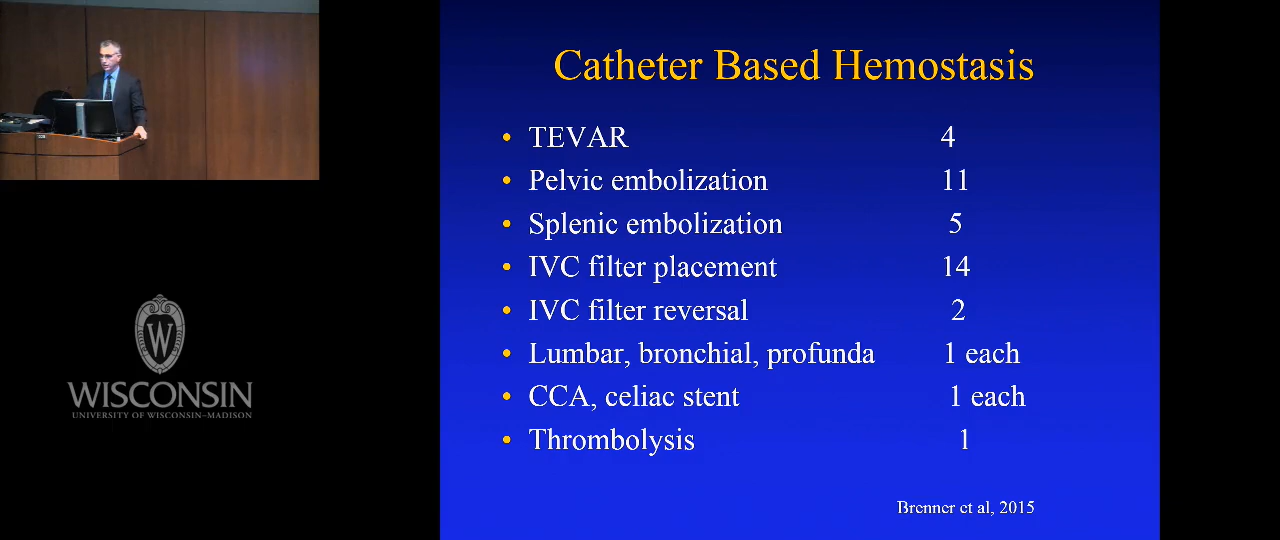 Catheter Based Hemostasis
• TEVAR 4
• Pelvic embolization 11
• Splenic embolization 5
• IVC filter placement 14
• IVC filter reversal 2
• Lumbar, bronchial, profunda 1 each
• CCA, celiac stent 1 each
• Thrombolysis 1
Brenner et al, 2015
W
WISCONSIN
UNIVERSITY OF WISCONSIN–MADISON